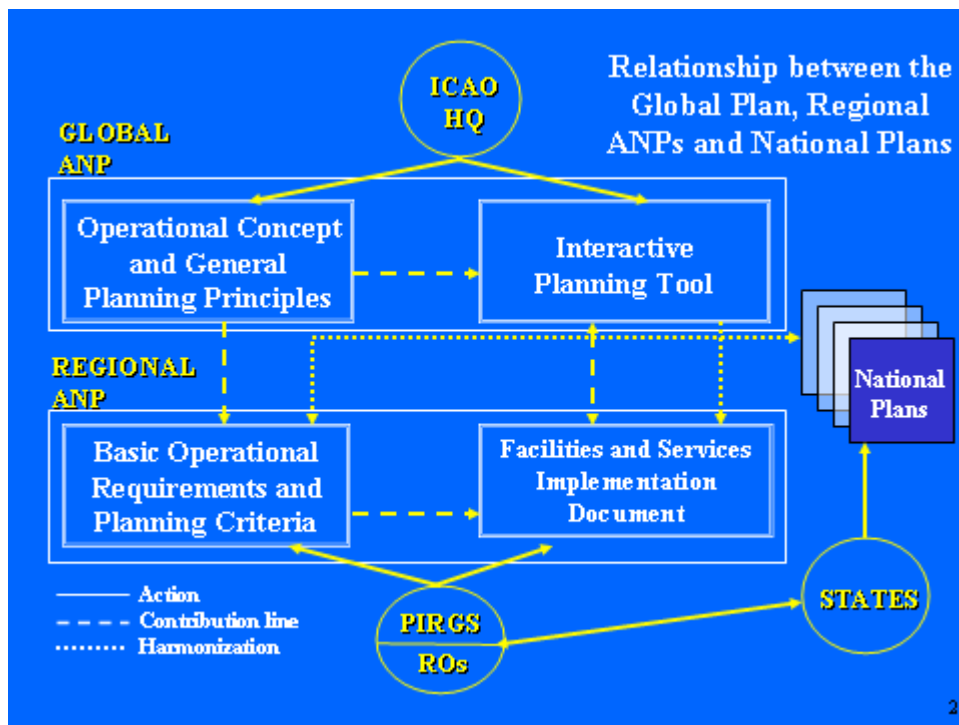 Relationship between the
Global Plan, Regional
ANPs and National Plans
ICAO
HQ
GLOBAL
ANP
Operational Concept
and General
Planning Principles
Interactive
Planning Tool
National
Plans
REGIONAL
ANP
Basic Operational
Requirements and
Planning Criteria
Facilities and Services
Implementation
Document
Action
Contribution line
Harmonization
PIRGS
ROs
STATES
2